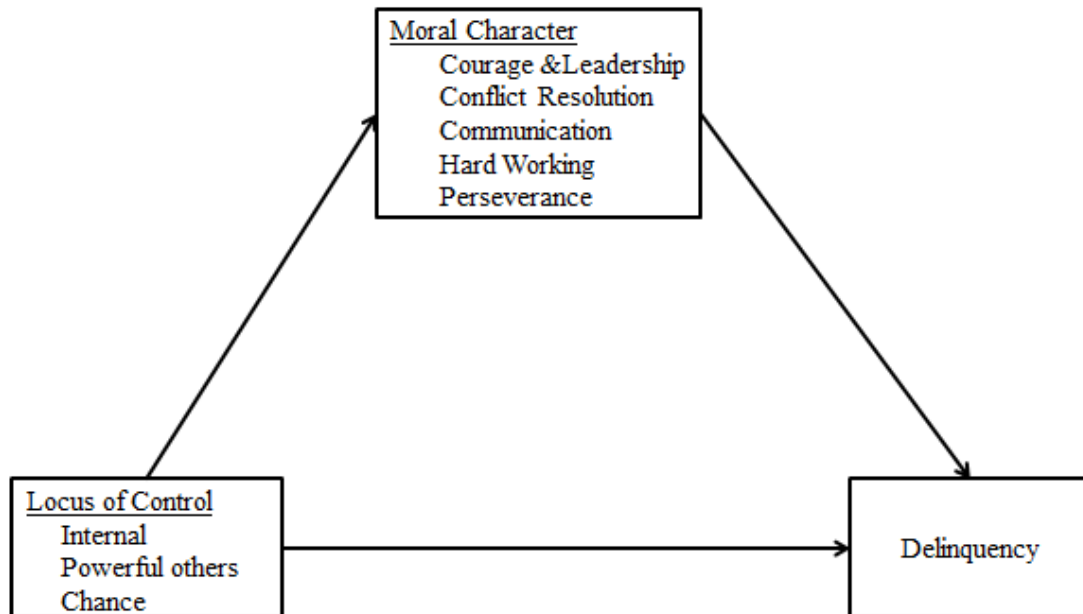 Moral Character
Courage &Leadership
Conflict Resolution
Communication
Hard Working
Perseverance
Locus of Control
Internal
Powerful others
Chance
Delinquency